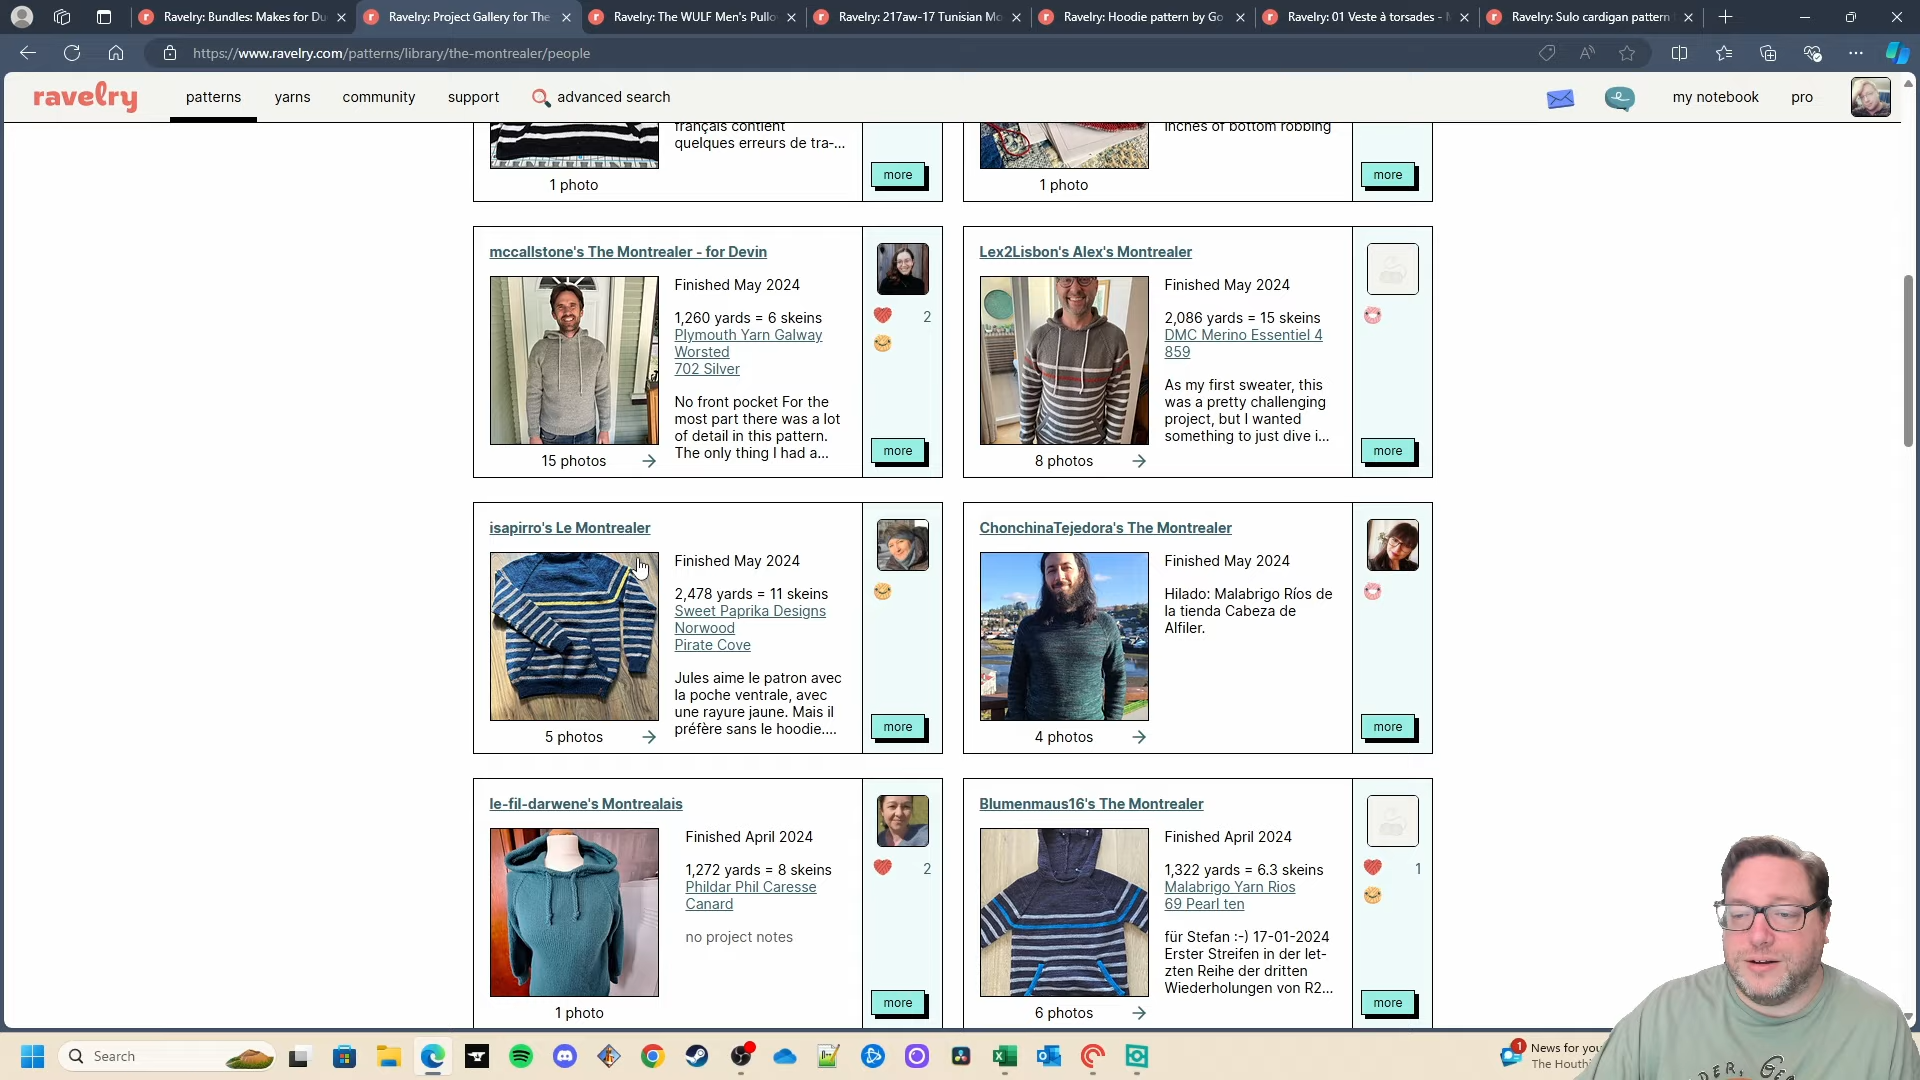 Ravelry: Bundles: Makes for Du
Ravelry: Project Gallery for The
Ravelry: The WULF Men's Pullo
Ravelry: 217aw-17 Tunisian Mo
Ravelry: Hoodie pattern by Go
Ravelry: 01 Veste à torsades -
Ravelry: Sulo cardigan pattern
https://www.ravelry.com/patterns/library/the-montrealer/people
ravelry
patterns
yarns
community
support
advanced search
my notebook
pro
français contient
quelques erreurs de tra-...
1 photo
more
inches of bottom robbing
1 photo
more
mccallstone's The Montrealer - for Devin
Finished May 2024
1,260 yards = 6 skeins
Plymouth Yarn Galway
Worsted
702 Silver
No front pocket For the
most part there was a lot
of detail in this pattern.
The only thing I had a...
15 photos
2
more
Lex2Lisbon's Alex's Montrealer
Finished May 2024
2,086 yards = 15 skeins
DMC Merino Essentiel 4
859
As my first sweater, this
was a pretty challenging
project, but I wanted
something to just dive i...
8 photos
more
isapirro's Le Montrealer
Finished May 2024
2,478 yards = 11 skeins
Sweet Paprika Designs
Norwood
Pirate Cove
Jules aime le patron avec
la poche ventrale, avec
une rayure jaune. Mais il
préfère sans le hoodie....
5 photos
more
ChonchinaTejedora's The Montrealer
Finished May 2024
Hilado: Malabrigo Ríos de
la tienda Cabeza de
Alfiler.
4 photos
more
le-fil-darwene's Montrealais
Finished April 2024
1,272 yards = 8 skeins
Phildar Phil Caresse
Canard
no project notes
1 photo
2
more
Blumenmaus16's The Montrealer
Finished April 2024
1,322 yards = 6.3 skeins
Malabrigo Yarn Rios
69 Pearl ten
für Stefan :-) 17-01-2024
Erster Streifen in der let-
zten Reihe der dritten
Wiederholungen von R2...
6 photos
1
more
Search
1
News for you
The Houthi